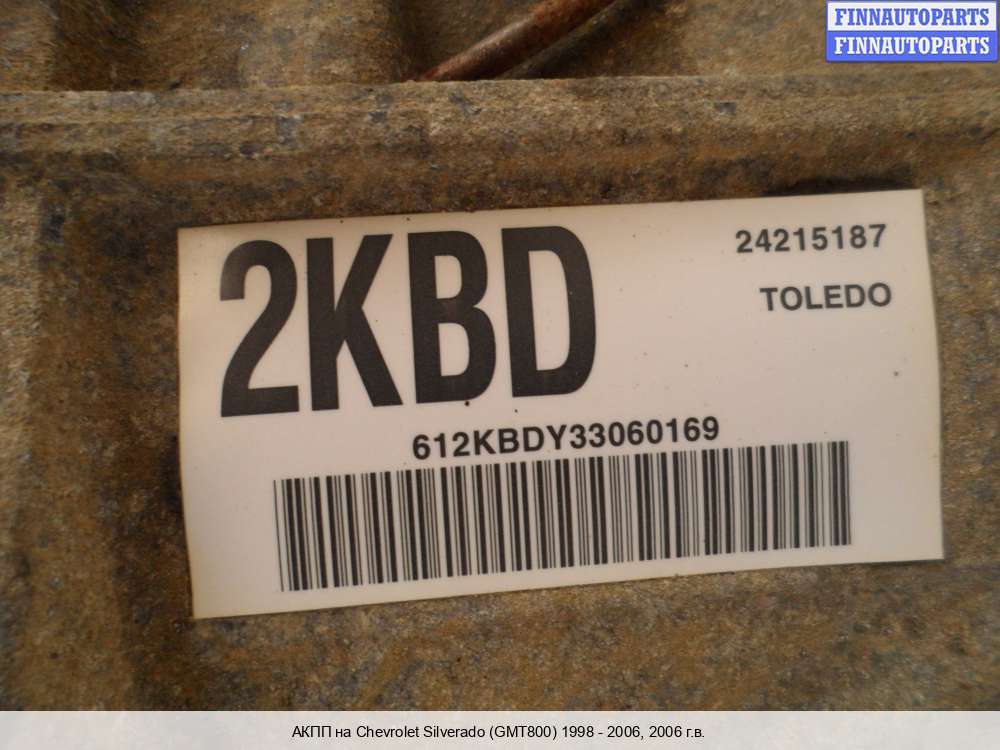 FINNAUTOPARTS
FINNAUTOPARTS
2KBD
24215187
TOLEDO
612KBDY33060169
АКПП на Chevrolet Silverado (GMT800) 1998 - 2006, 2006 г.в.